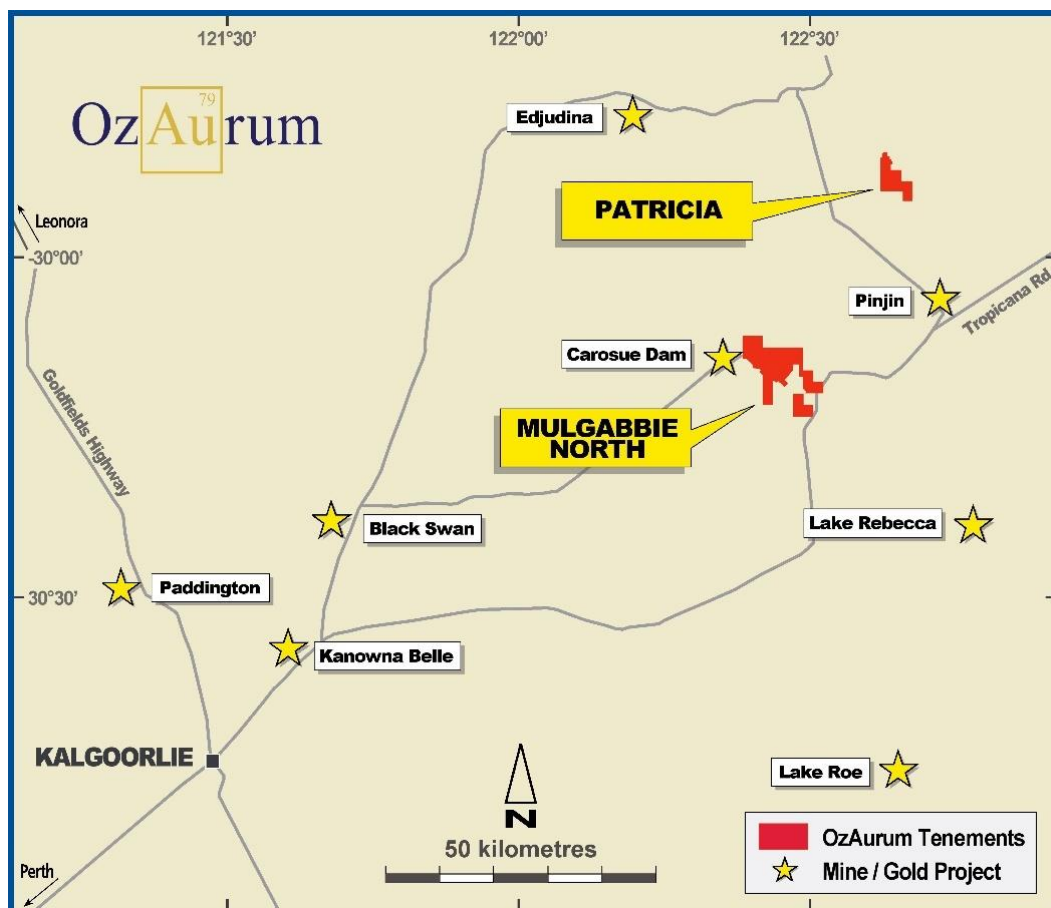 121°30’
122°00’
122°30’
79
OzAurum
Edjudina
PATRICIA
Leonora
-30°00’
Pinjin
Tropicana Rd
Carosue Dam
Goldfields Highway
MULGABBIE
NORTH
Black Swan
Lake Rebecca
Paddington
30°30’
Kanowna Belle
KALGOORLIE
Lake Roe
N
50 kilometres
OzAurum Tenements
Mine / Gold Project
Perth